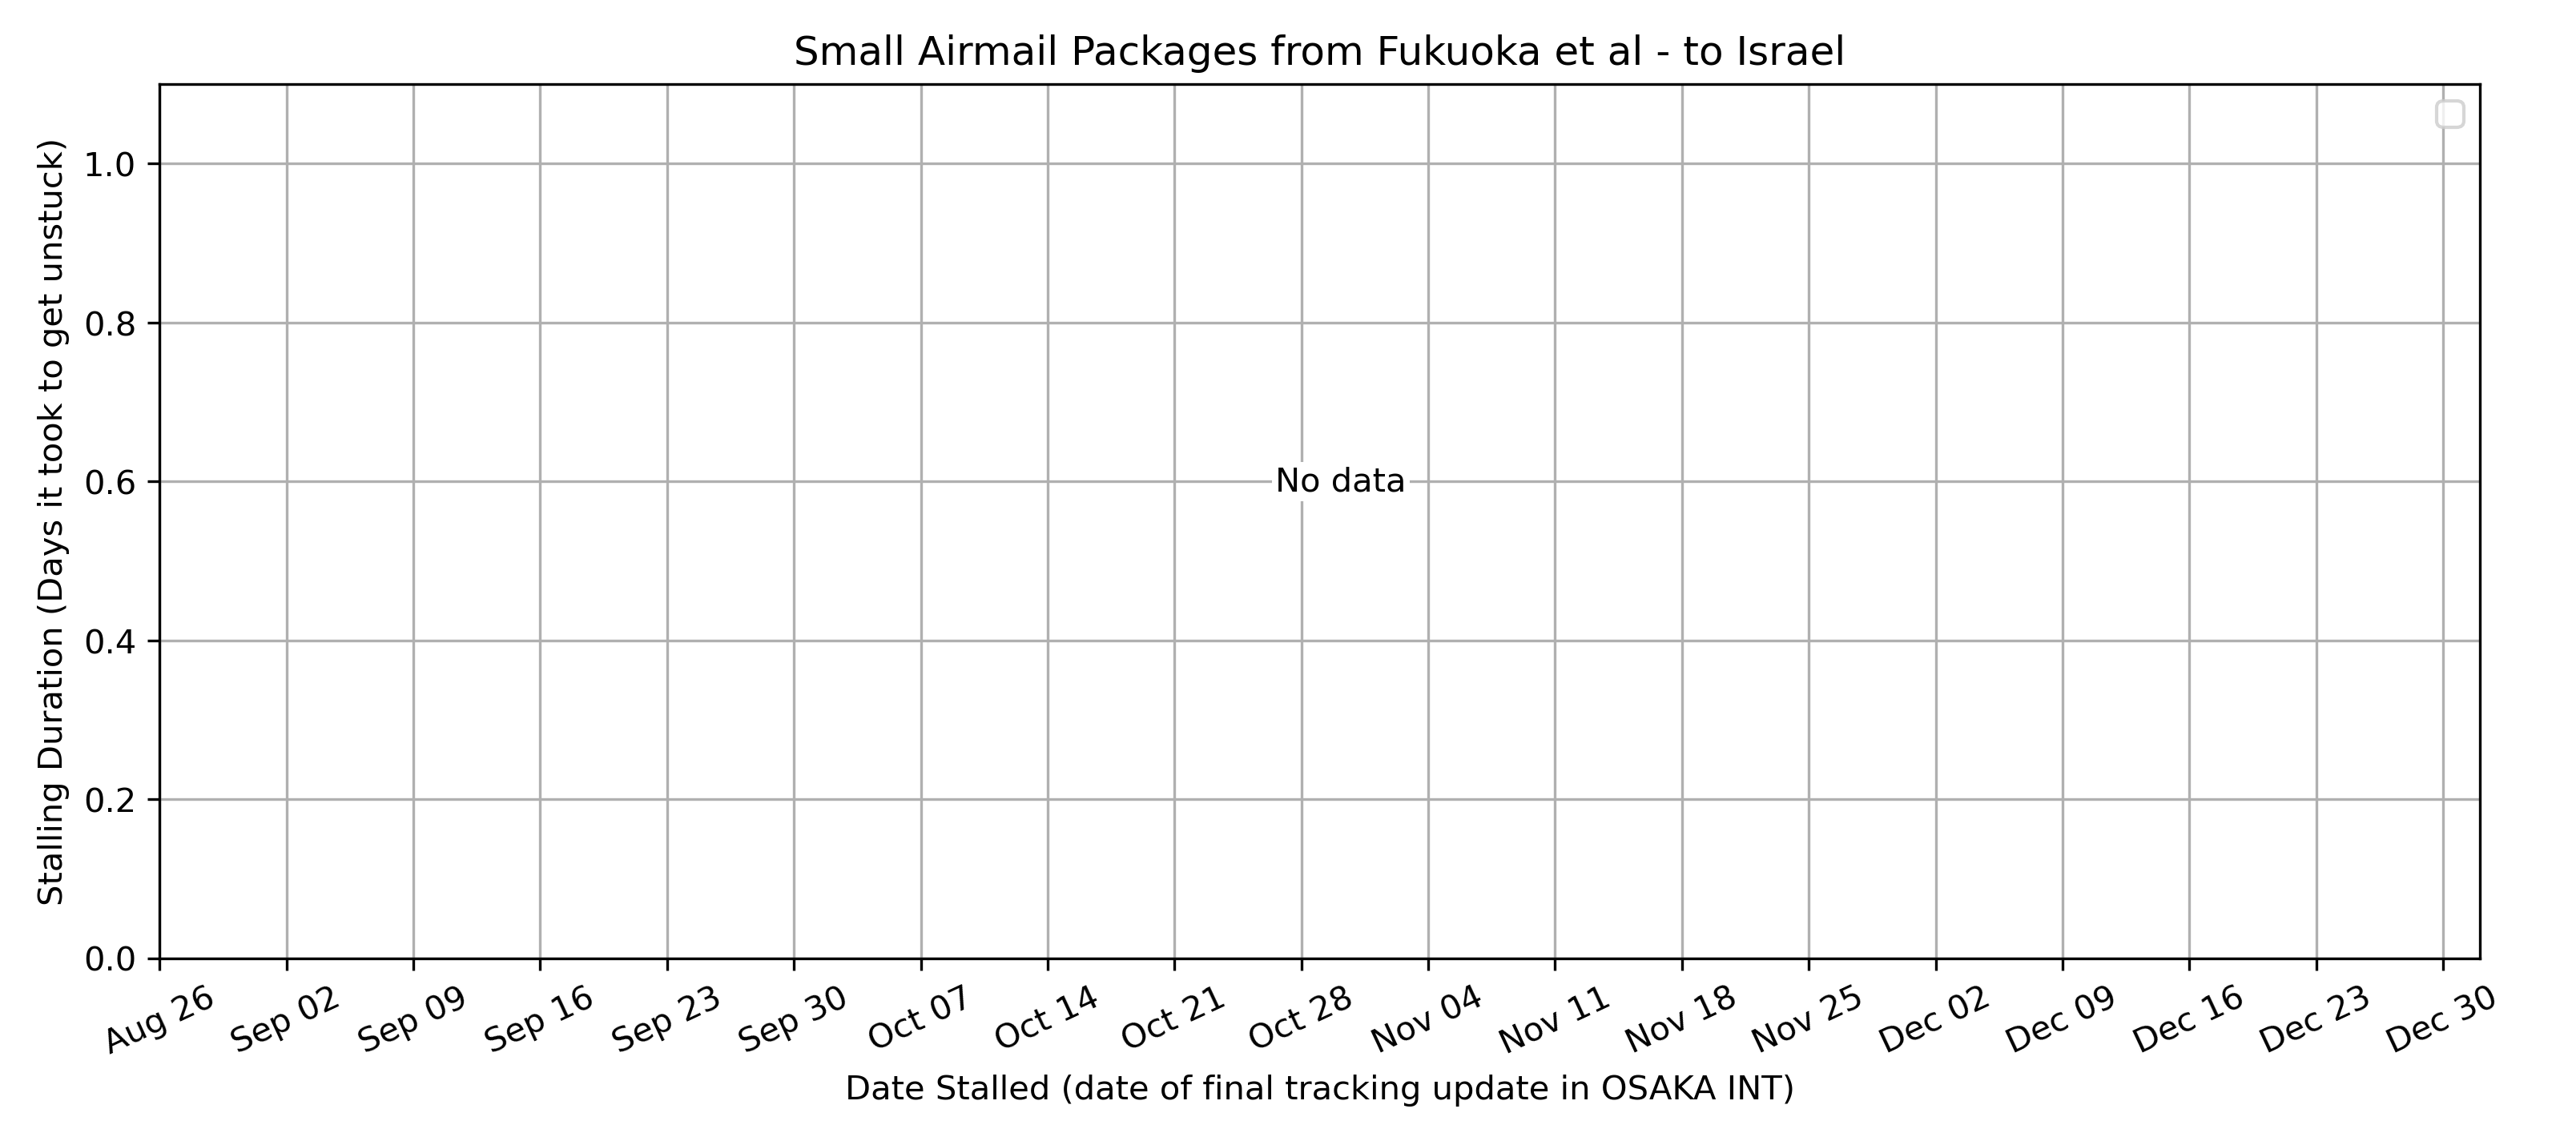 Small Airmail Packages from Fukuoka et al - to Israel
Stalling Duration (Days it took to get unstuck)
1.0
0.8
0.6
0.4
0.2
0.0
No data
Aug 26
Sep 02
Sep 09
Sep 16
Sep 23
Sep 30
Oct 07
Oct 14
Oct 21
Oct 28
Nov 04
Nov 11
Nov 18
Nov 25
Dec 02
Dec 09
Dec 16
Dec 23
Dec 30
Date Stalled (date of final tracking update in OSAKA INT)